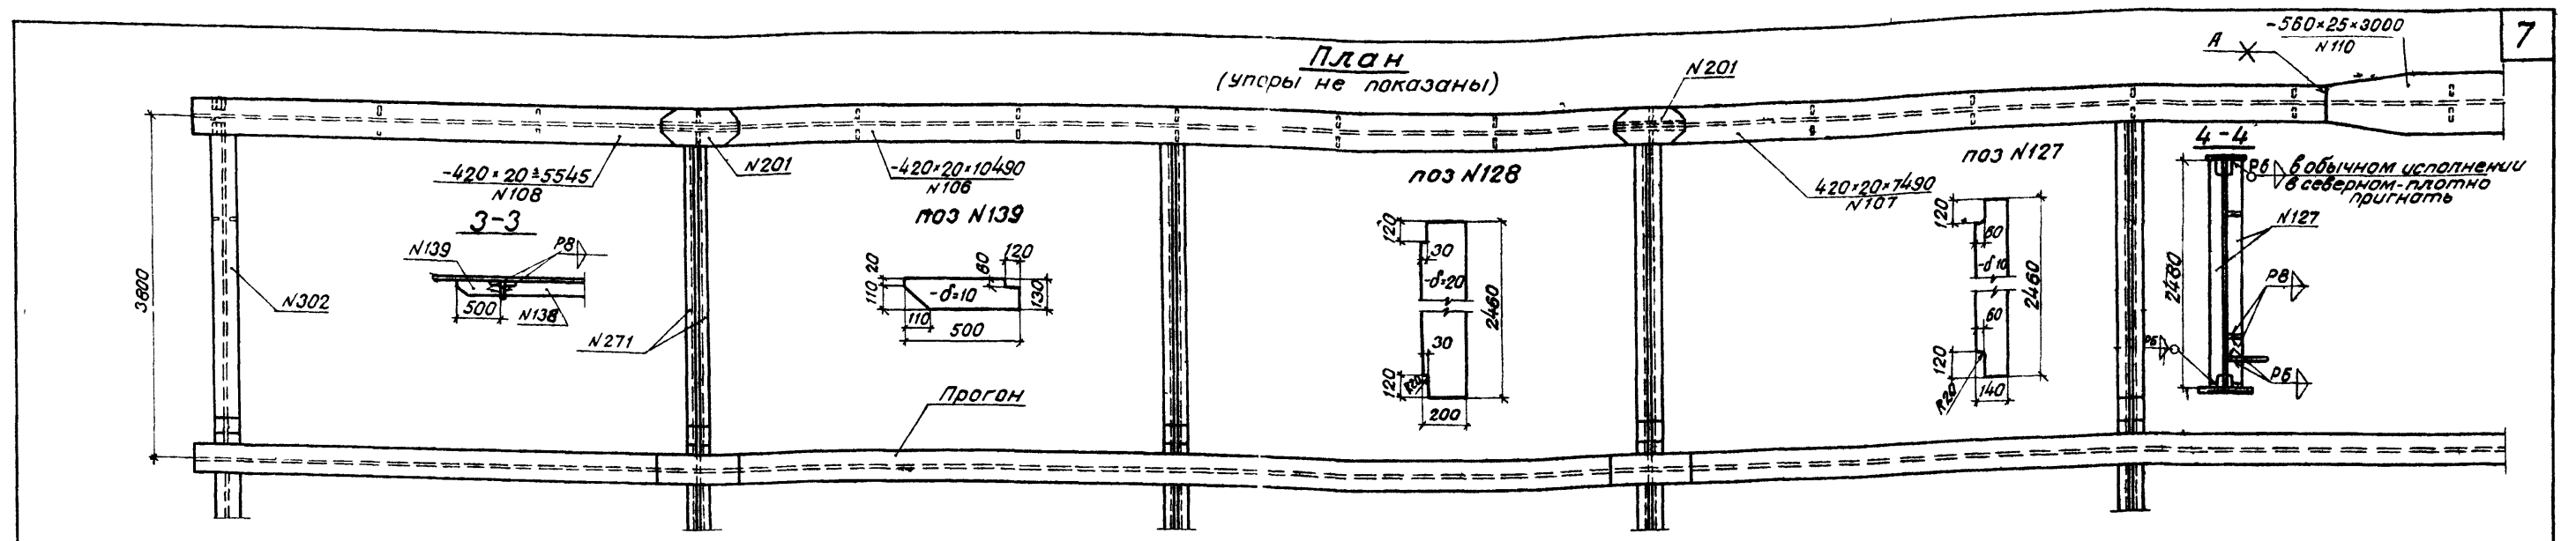 7
План
(упоры не показаны)
-560×25×3000
N110
А
N201
N201
-420×20±5545
N108
-420×20×10490
N106
420×20×7490
N107
3800
N302
3-3
N139
Р8
500
N138
N271
поз N139
20
110
110
500
120
80
130
-δ=10
Прогон
поз N128
120
30
-δ=20
2460
30
120
R20
200
поз N127
120
60
-δ10
2460
60
120
R20
140
4-4
Р6
в обычном исполнении
в северном-плотно
пригнать
N127
2480
Р8
Р6
Р6